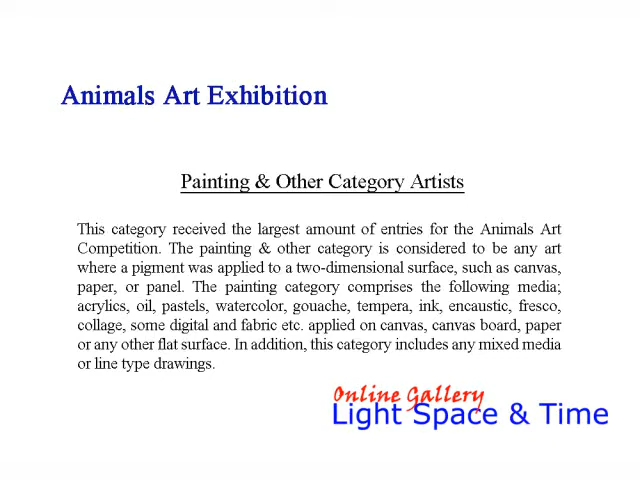 Animals Art Exhibition
Painting & Other Category Artists
This category received the largest amount of entries for the Animals Art
Competition. The painting & other category is considered to be any art
where a pigment was applied to a two-dimensional surface, such as canvas,
paper, or panel. The painting category comprises the following media;
acrylics, oil, pastels, watercolor, gouache, tempera, ink, encaustic, fresco,
collage, some digital and fabric etc. applied on canvas, canvas board, paper
or any other flat surface. In addition, this category includes any mixed media
or line type drawings.
Online Gallery
Light Space & Time